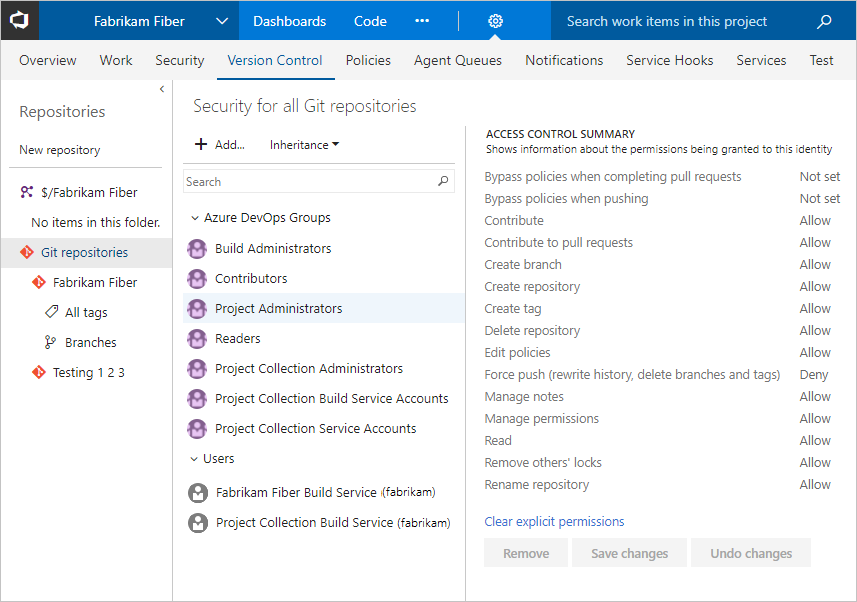 Fabrikam Fiber Dashboards Code ••• Search work items in this project
Overview Work Security Version Control Policies Agent Queues Notifications Service Hooks Services Test
Repositories
New repository
$/Fabrikam Fiber
No items in this folder.
Git repositories
Fabrikam Fiber
All tags
Branches
Testing 1 2 3
Security for all Git repositories
Add... Inheritance
Search
Azure DevOps Groups
Build Administrators
Contributors
Project Administrators
Readers
Project Collection Administrators
Project Collection Build Service Accounts
Project Collection Service Accounts
Users
Fabrikam Fiber Build Service (fabrikam)
Project Collection Build Service (fabrikam)
ACCESS CONTROL SUMMARY
Shows information about the permissions being granted to this identity
Bypass policies when completing pull requests Not set
Bypass policies when pushing Not set
Contribute Allow
Contribute to pull requests Allow
Create branch Allow
Create repository Allow
Create tag Allow
Delete repository Allow
Edit policies Allow
Force push (rewrite history, delete branches and tags) Deny
Manage notes Allow
Manage permissions Allow
Read Allow
Remove others' locks Allow
Rename repository Allow
Clear explicit permissions
Remove Save changes Undo changes